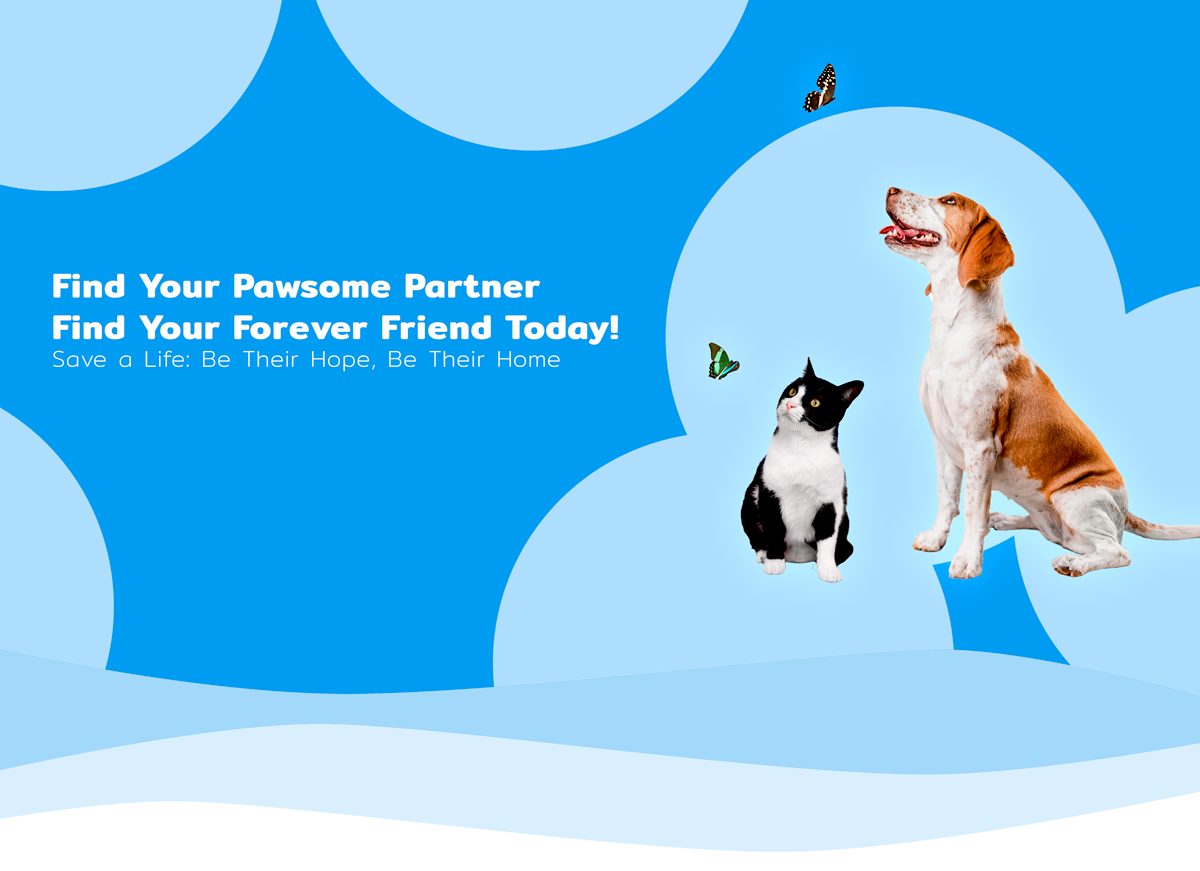 Find Your Pawsome Partner
Find Your Forever Friend Today!
Save a Life: Be Their Hope, Be Their Home